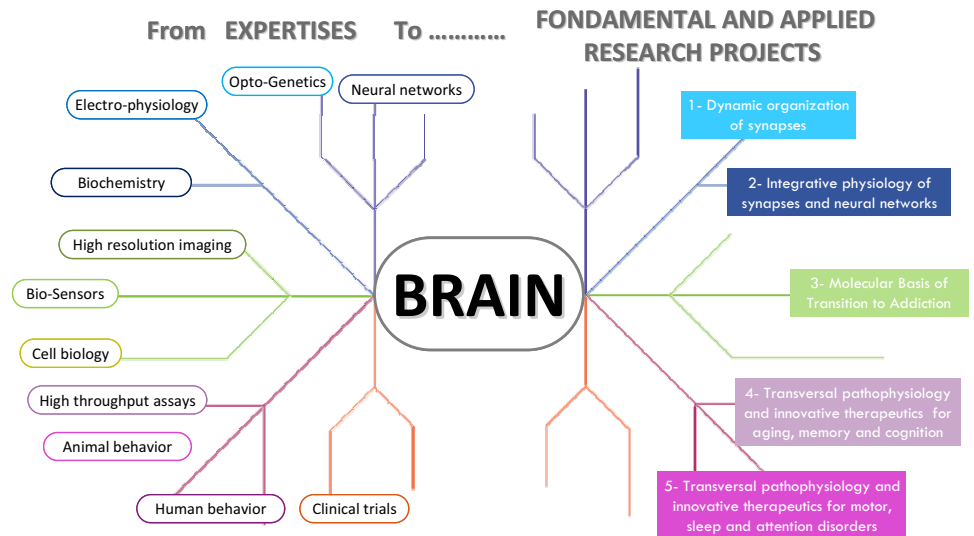 From EXPERTISES To ............
FONDAMENTAL AND APPLIED
RESEARCH PROJECTS
Opto-Genetics
Neural networks
Electro-physiology
Biochemistry
High resolution imaging
Bio-Sensors
Cell biology
High throughput assays
Animal behavior
Human behavior
Clinical trials
BRAIN
1- Dynamic organization
of synapses
2- Integrative physiology of
synapses and neural networks
3- Molecular Basis of
Transition to Addiction
4- Transversal pathophysiology
and innovative therapeutics for
aging, memory and cognition
5- Transversal pathophysiology and
innovative therapeutics for motor,
sleep and attention disorders